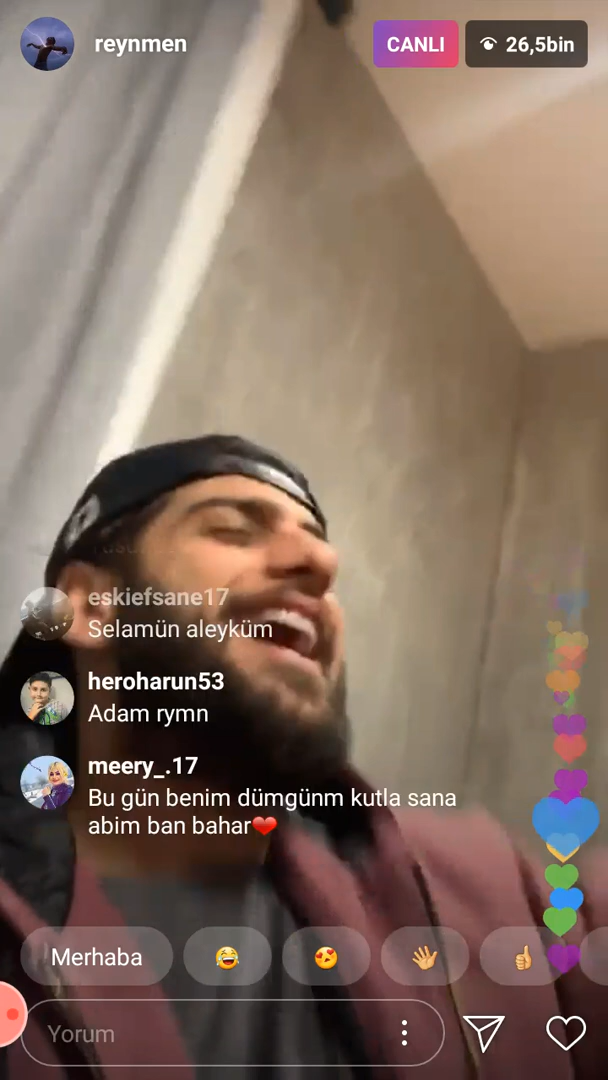 reynmen
CANLI
26,5bin
eskiefsane17
Selamün aleyküm
heroharun53
Adam rymn
meery_.17
Bu gün benim dümgünm kutla sana
abim ban bahar
Merhaba
Yorum